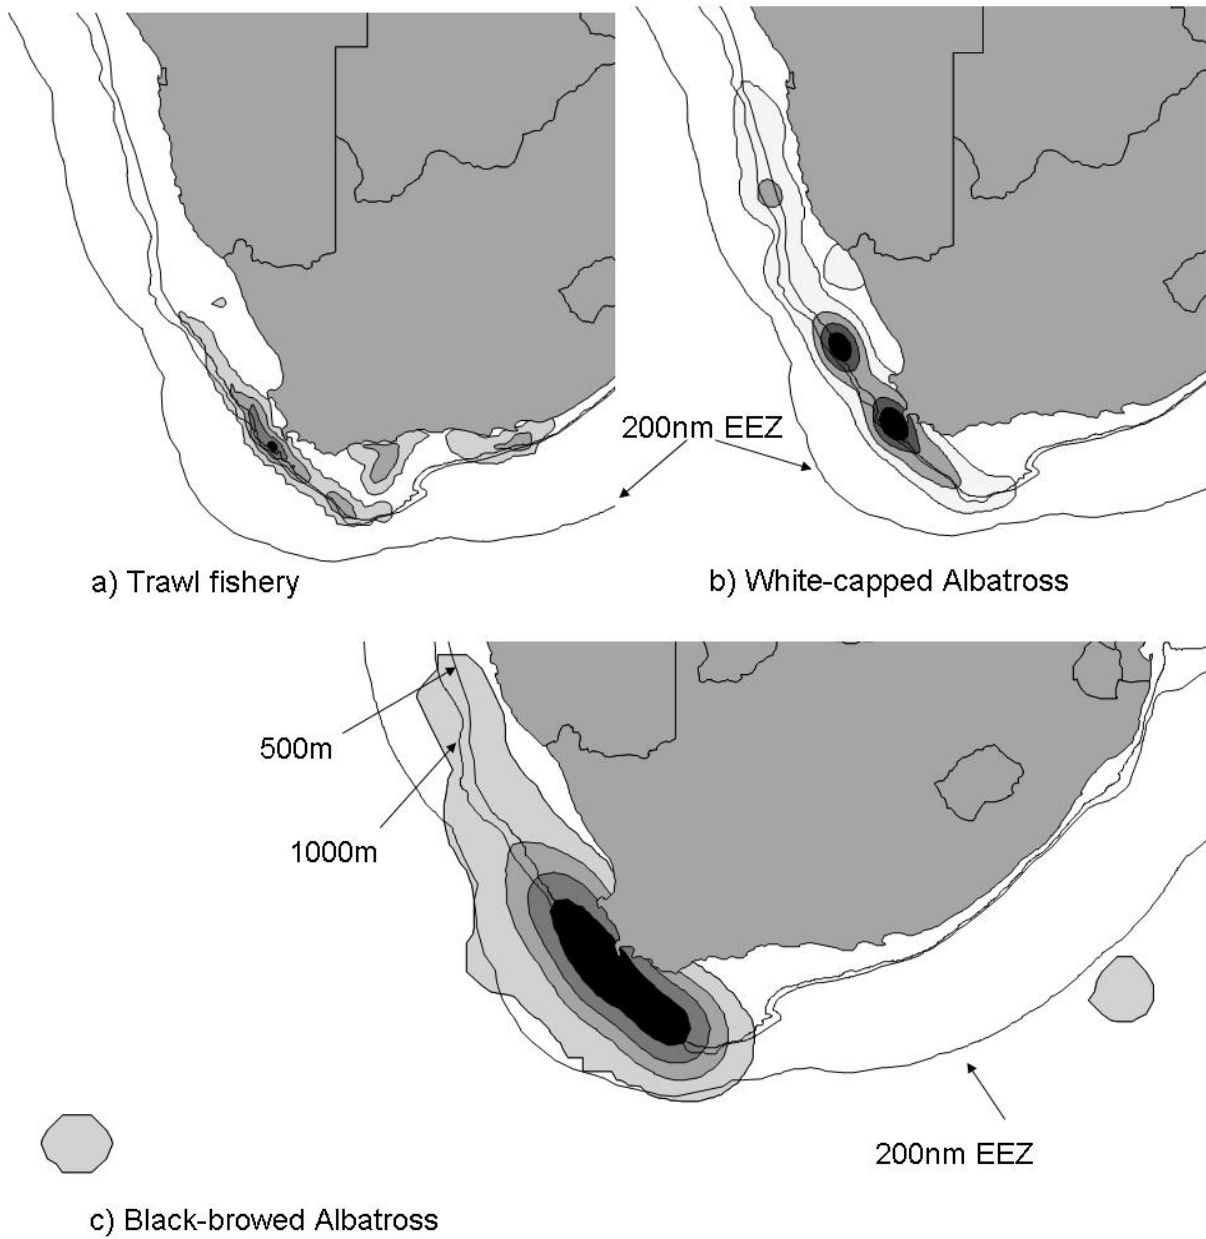 200nm EEZ
a) Trawl fishery
b) White-capped Albatross
500m
1000m
200nm EEZ
c) Black-browed Albatross